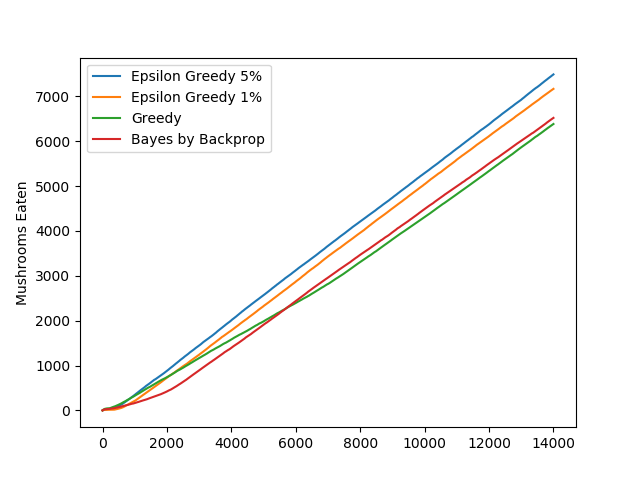 Epsilon Greedy 5%
Epsilon Greedy 1%
Greedy
Bayes by Backprop
Mushrooms Eaten
7000
6000
5000
4000
3000
2000
1000
0
0 2000 4000 6000 8000 10000 12000 14000